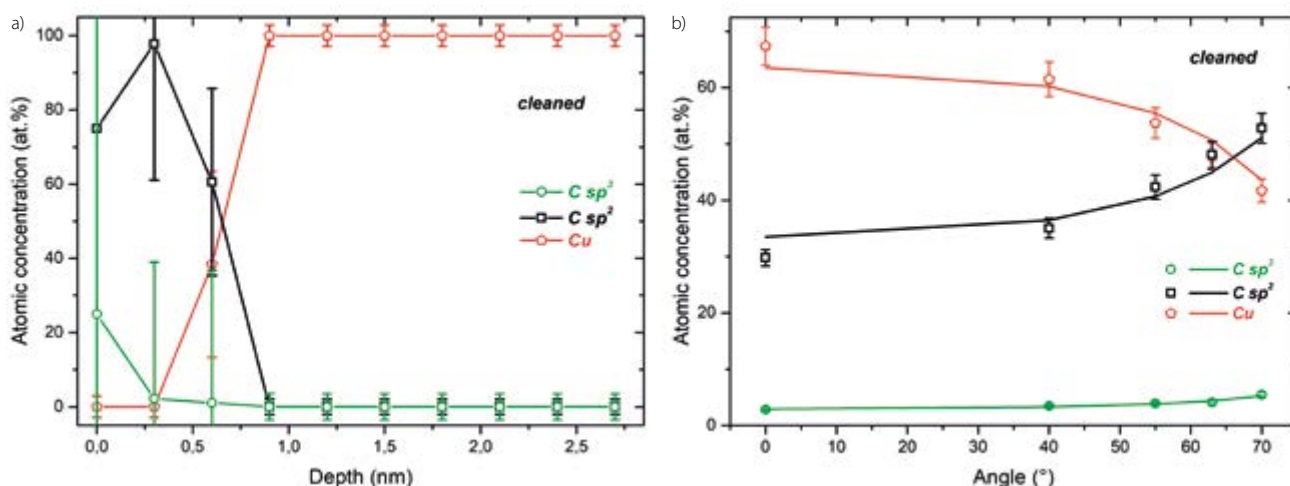 a)
Atomic concentration (at.%)
100
80
60
40
20
0
cleaned
C sp³
C sp²
Cu
0,0
0,5
1,0
1,5
2,0
2,5
Depth (nm)
b)
Atomic concentration (at.%)
60
40
20
0
cleaned
C sp³
C sp²
Cu
0
10
20
30
40
50
60
70
Angle (°)